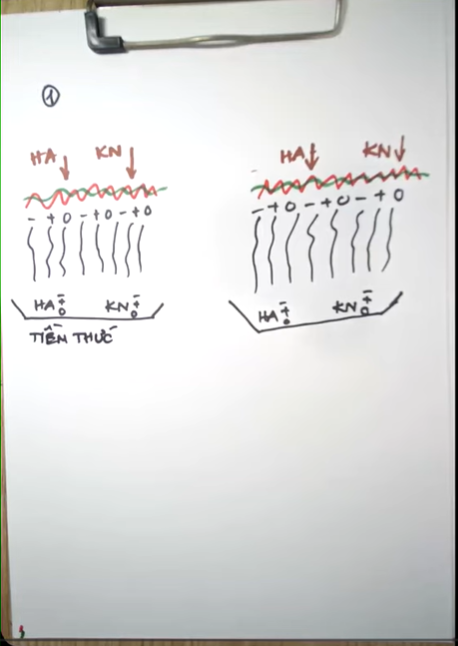 ①
HA↓ KN↓
- + 0 - + 0 - + 0
HA -+0 KN -+0
TIỀM THỨC
HA↓ KN↓
- + 0 - + 0 - + 0
HA -+0 KN -+0